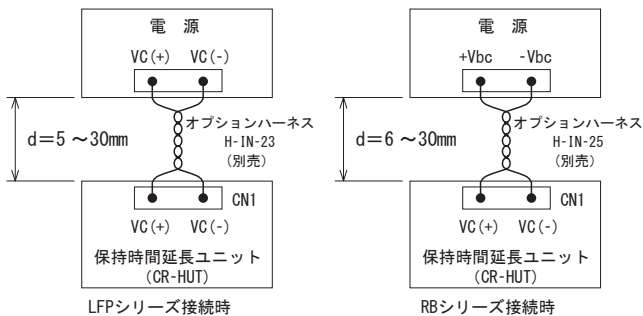 電 源
VC(+) VC(-)
d=5 ~30mm
オプションハーネス
H-IN-23
(別売)
CN1
VC(+) VC(-)
保持時間延長ユニット
(CR-HUT)
LFPシリーズ接続時
電 源
+Vbc -Vbc
d=6 ~30mm
オプションハーネス
H-IN-25
(別売)
CN1
VC(+) VC(-)
保持時間延長ユニット
(CR-HUT)
RBシリーズ接続時